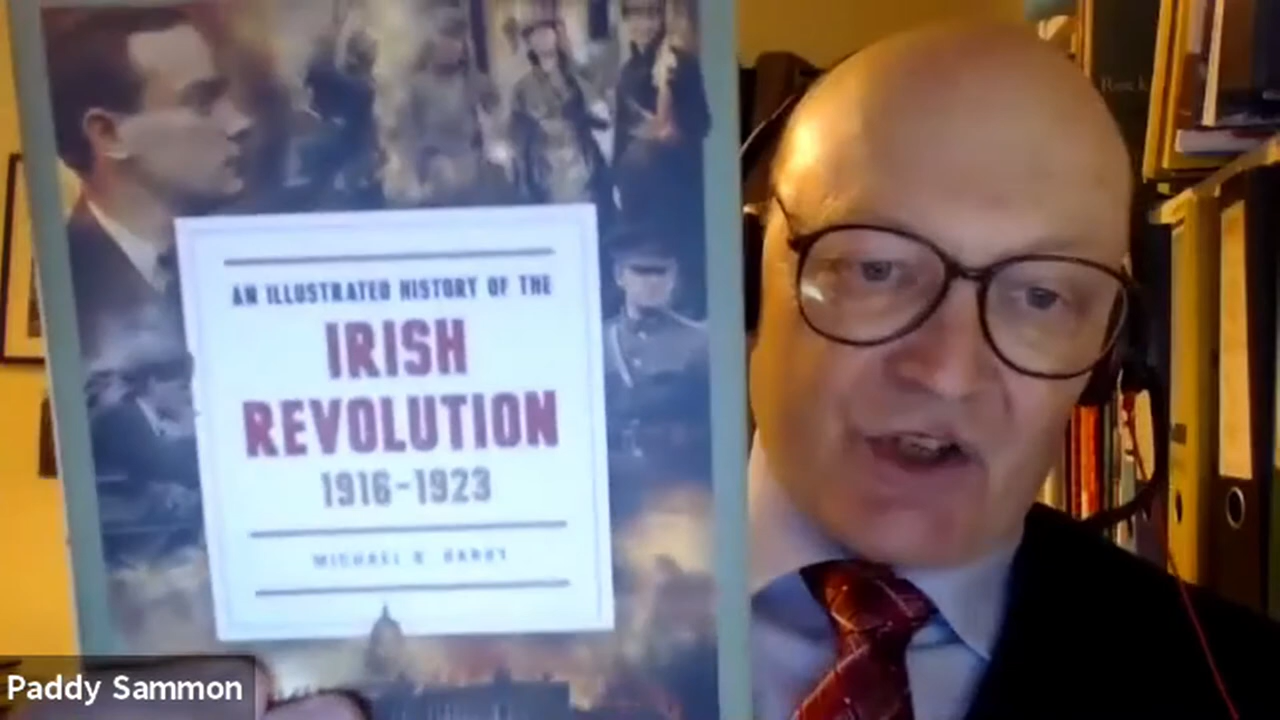 AN ILLUSTRATED HISTORY OF THE
IRISH
REVOLUTION
1916-1923
MICHAEL B. BARRY
Paddy Sammon